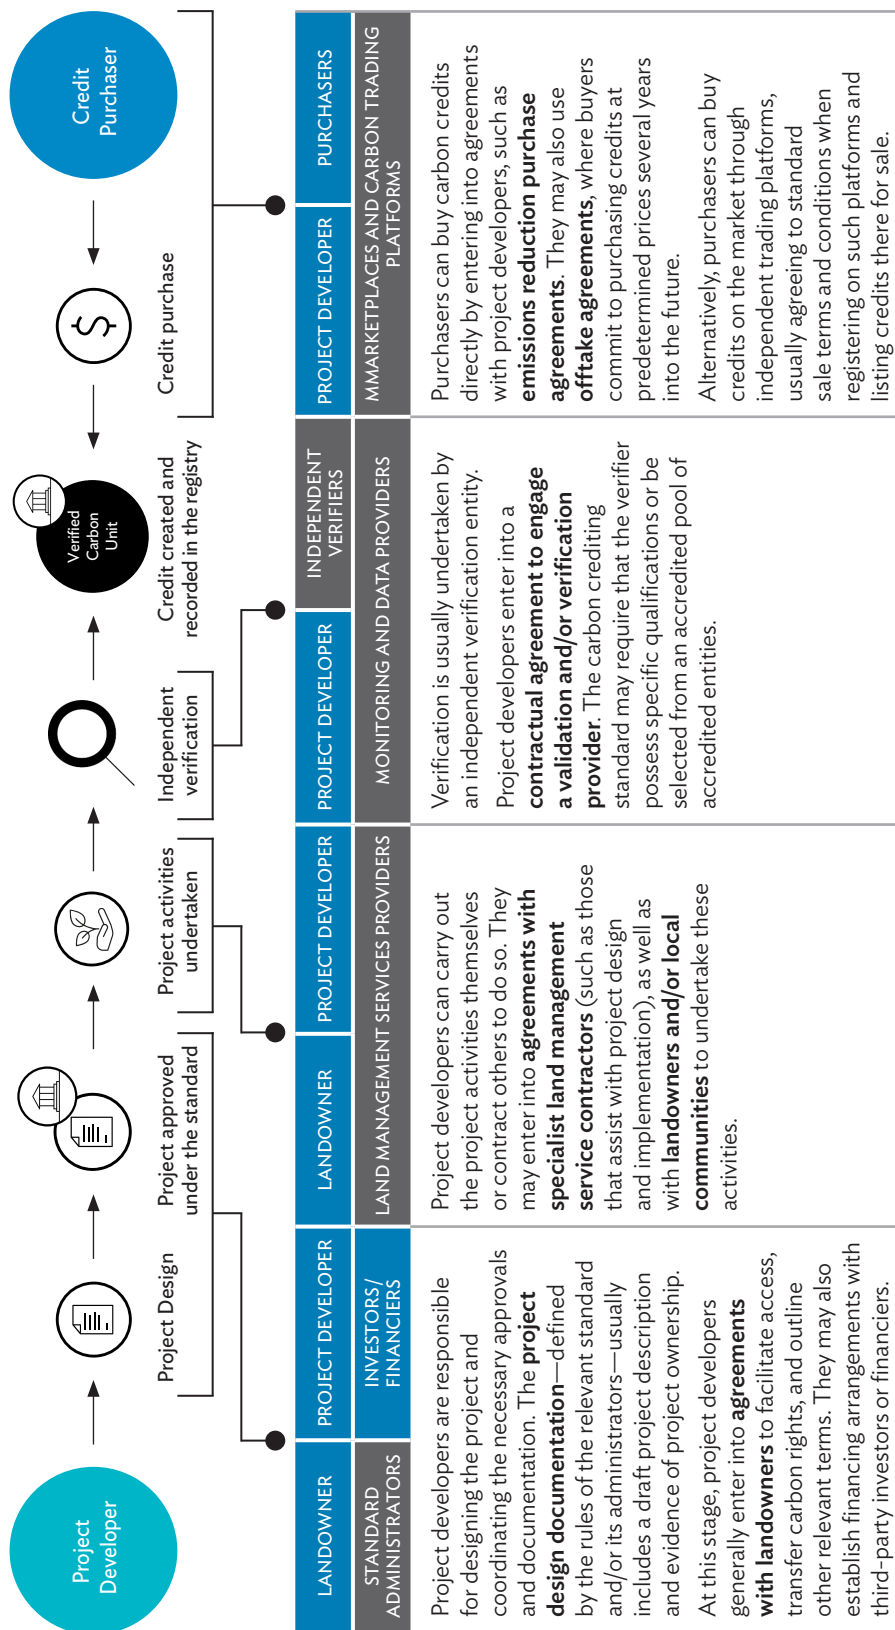 Project
Developer
Project Design
Project approved
under the standard
Project activities
undertaken
Independent
verification
Verified
Carbon
Unit
Credit created and
recorded in the registry
Credit purchase
Credit
Purchaser
LANDOWNER
PROJECT DEVELOPER
STANDARD
ADMINISTRATORS
INVESTORS/
FINANCIERS
Project developers are responsible
for designing the project and
coordinating the necessary approvals
and documentation. The project
design documentation—defined
by the rules of the relevant standard
and/or its administrators—usually
includes a draft project description
and evidence of project ownership.
At this stage, project developers
generally enter into agreements
with landowners to facilitate access,
transfer carbon rights, and outline
other relevant terms. They may also
establish financing arrangements with
third-party investors or financiers.
LANDOWNER
PROJECT DEVELOPER
LAND MANAGEMENT SERVICES PROVIDERS
Project developers can carry out
the project activities themselves
or contract others to do so. They
may enter into agreements with
specialist land management
service contractors (such as those
that assist with project design
and implementation), as well as
with landowners and/or local
communities to undertake these
activities.
PROJECT DEVELOPER
INDEPENDENT
VERIFIERS
MONITORING AND DATA PROVIDERS
Verification is usually undertaken by
an independent verification entity.
Project developers enter into a
contractual agreement to engage
a validation and/or verification
provider. The carbon crediting
standard may require that the verifier
possess specific qualifications or be
selected from an accredited pool of
accredited entities.
PROJECT DEVELOPER
PURCHASERS
MMARKETPLACES AND CARBON TRADING
PLATFORMS
Purchasers can buy carbon credits
directly by entering into agreements
with project developers, such as
emissions reduction purchase
agreements. They may also use
offtake agreements, where buyers
commit to purchasing credits at
predetermined prices several years
into the future.
Alternatively, purchasers can buy
credits on the market through
independent trading platforms,
usually agreeing to standard
sale terms and conditions when
registering on such platforms and
listing credits there for sale.